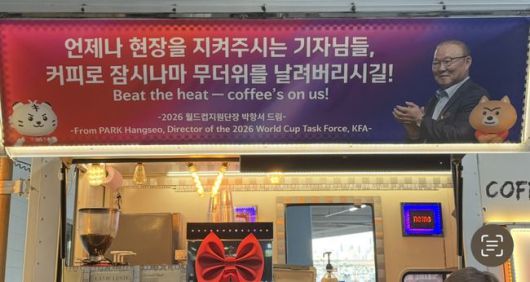 언제나 현장을 지켜주시는 기자님들,
커피로 잠시나마 무더위를 날려버리시길!
Beat the heat — coffee's on us!
-2026 월드컵지원단장 박항서 드림-
-From PARK Hangseo, Director of the 2026 World Cup Task Force, KFA-
COFF